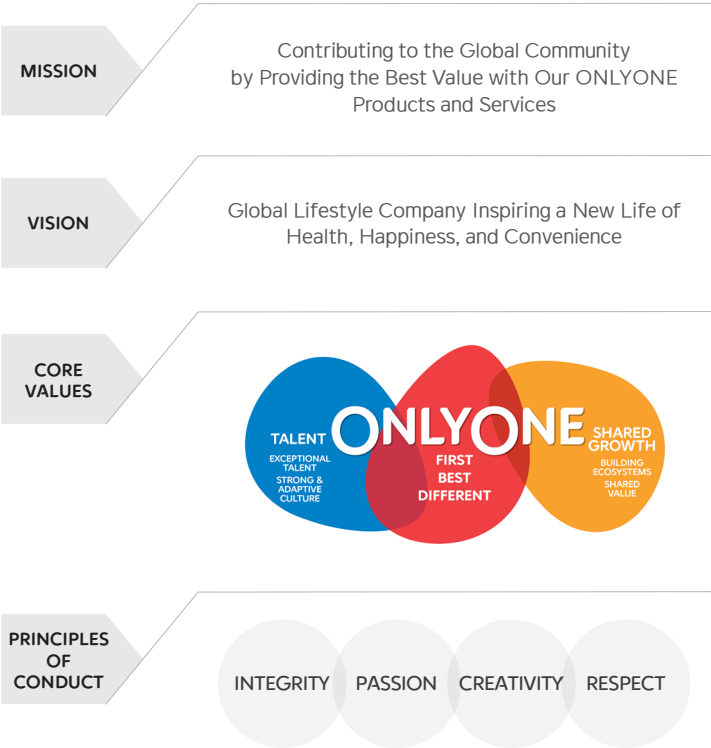 MISSION
Contributing to the Global Community
by Providing the Best Value with Our ONLYONE
Products and Services
VISION
Global Lifestyle Company Inspiring a New Life of
Health, Happiness, and Convenience
CORE
VALUES
ONLYONE
TALENT
EXCEPTIONAL
TALENT
STRONG &
ADAPTIVE
CULTURE
FIRST
BEST
DIFFERENT
SHARED
GROWTH
BUILDING
ECOSYSTEMS
SHARED
VALUE
PRINCIPLES
OF
CONDUCT
INTEGRITY
PASSION
CREATIVITY
RESPECT